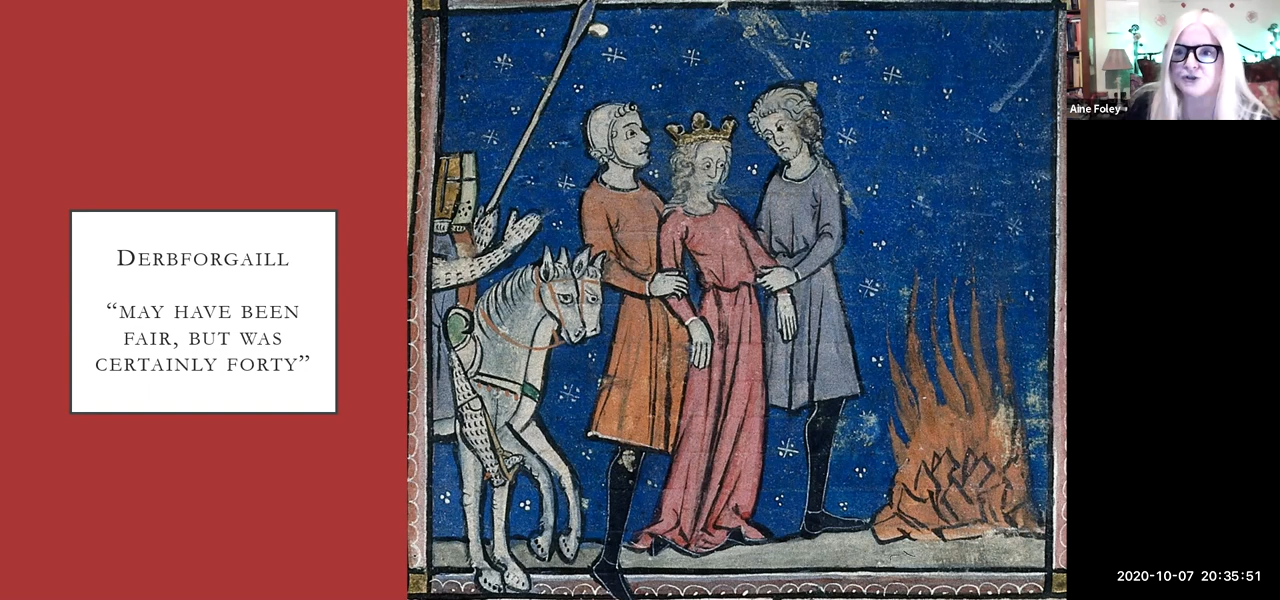 Derbforgaill
“may have been
fair, but was
certainly forty”
Aine Foley
2020-10-07 20:35:51